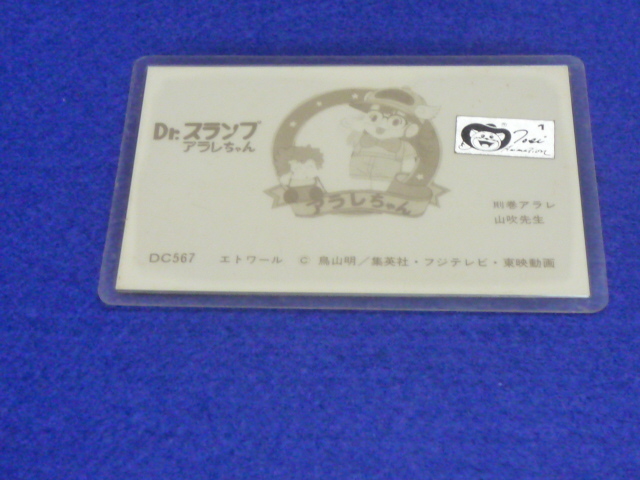 Dr.スランプ
アラレちゃん
アラレちゃん
則巻アラレ
山吹先生
DC567 エトワール © 鳥山明／集英社・フジテレビ・東映動画